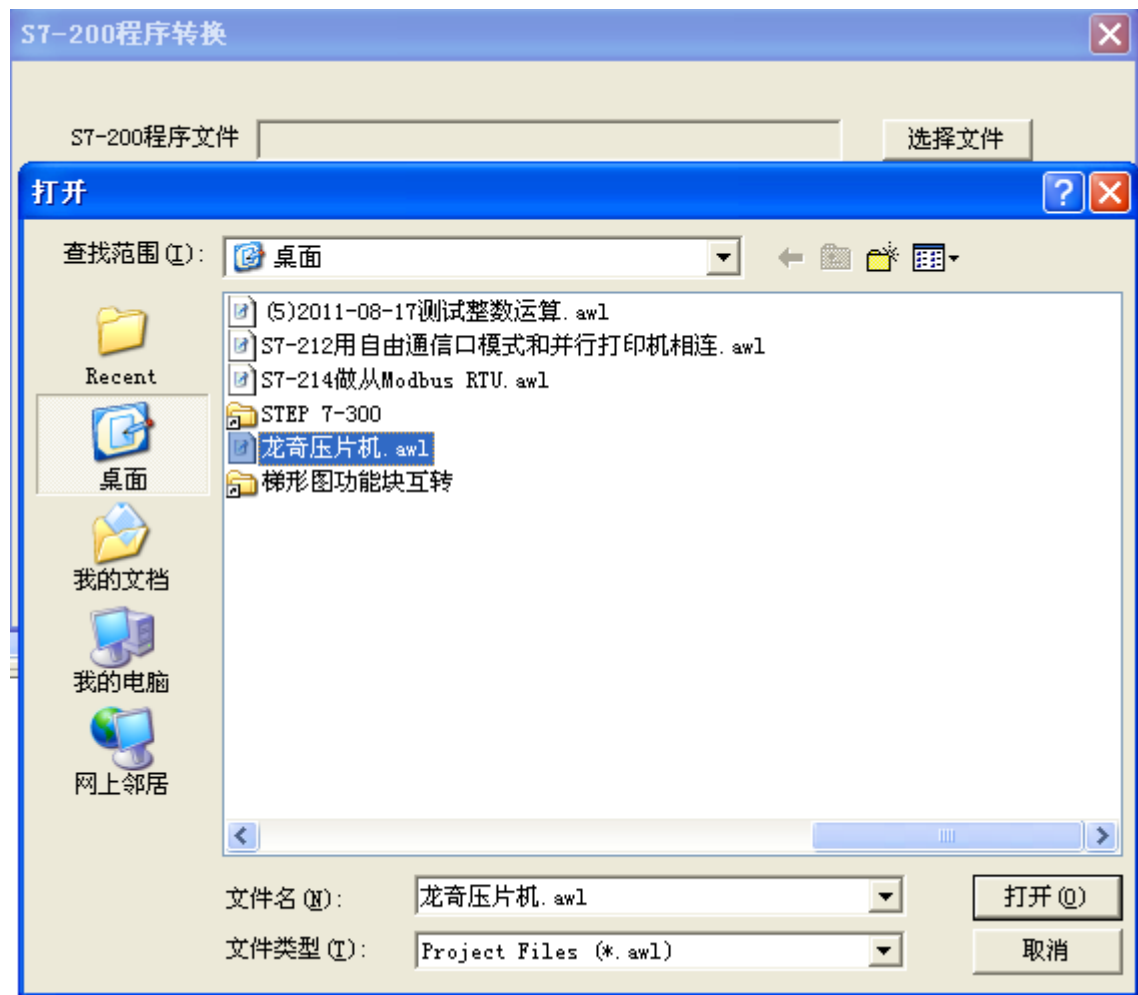 S7-200程序转换
S7-200程序文件
选择文件
打开
查找范围(I):
桌面
(5)2011-08-17测试整数运算.awl
S7-212用自由通信口模式和并行打印机相连.awl
S7-214做从Modbus RTU.awl
STEP 7-300
龙奇压片机.awl
梯形图功能块互转
Recent
桌面
我的文档
我的电脑
网上邻居
文件名(N):
龙奇压片机.awl
打开(O)
文件类型(T):
Project Files (*.awl)
取消